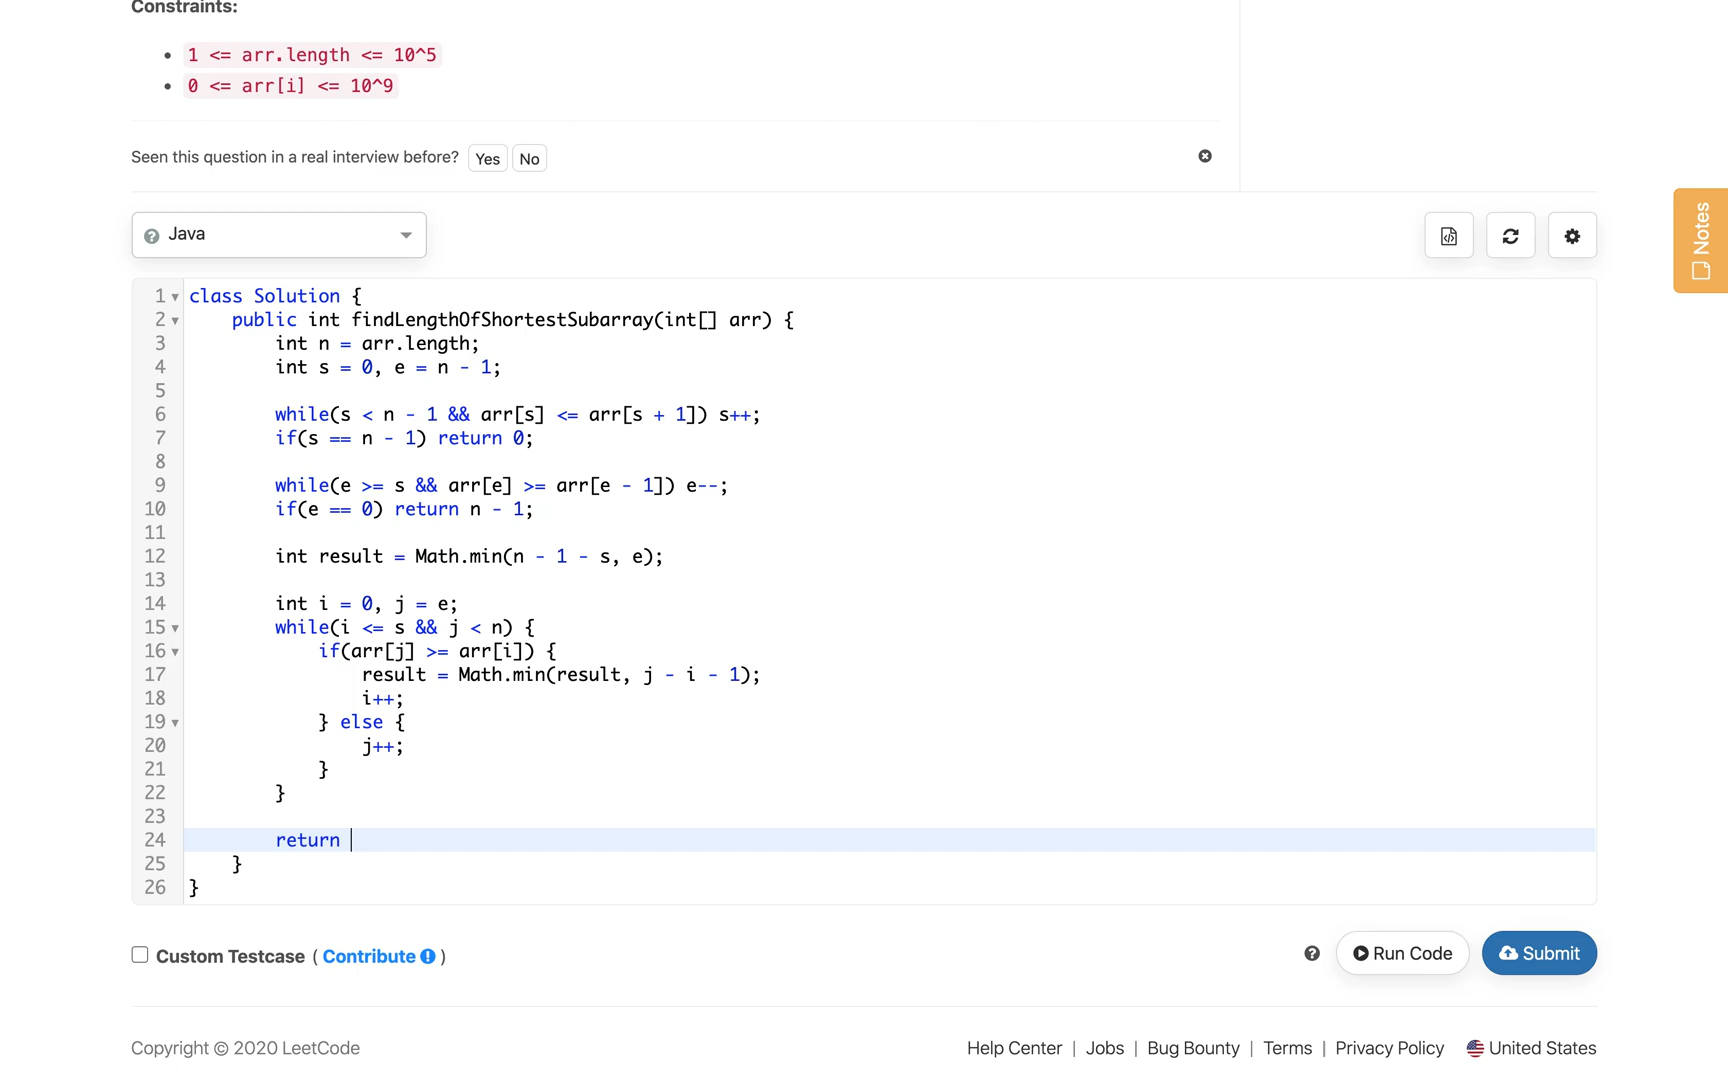 Constraints:
1 <= arr.length <= 10^5
0 <= arr[i] <= 10^9
Seen this question in a real interview before? Yes No
Notes
Java
1 class Solution {
2     public int findLengthOfShortestSubarray(int[] arr) {
3         int n = arr.length;
4         int s = 0, e = n - 1;
5
6         while(s < n - 1 && arr[s] <= arr[s + 1]) s++;
7         if(s == n - 1) return 0;
8
9         while(e >= s && arr[e] >= arr[e - 1]) e--;
10         if(e == 0) return n - 1;
11
12         int result = Math.min(n - 1 - s, e);
13
14         int i = 0, j = e;
15         while(i <= s && j < n) {
16             if(arr[j] >= arr[i]) {
17                 result = Math.min(result, j - i - 1);
18                 i++;
19             } else {
20                 j++;
21             }
22         }
23
24         return
25     }
26 }
Custom Testcase ( Contribute )
Run Code
Submit
Copyright © 2020 LeetCode
Help Center | Jobs | Bug Bounty | Terms | Privacy Policy United States